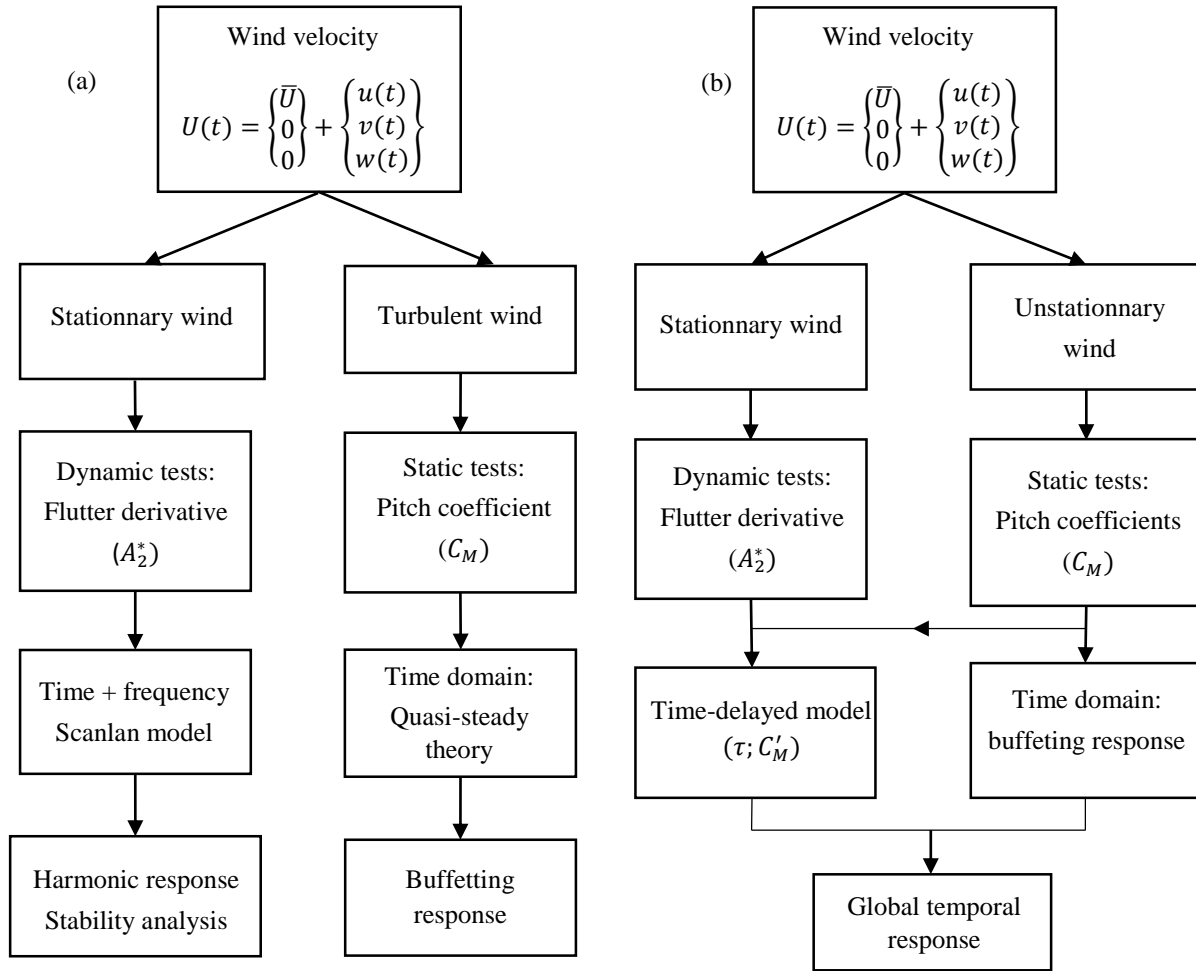 (a)
Wind velocity
U(t) = {U̅ 0 0} + {u(t) v(t) w(t)}
Stationnary wind
Turbulent wind
Dynamic tests:
Flutter derivative
(A₂*)
Static tests:
Pitch coefficient
(C_M)
Time + frequency
Scanlan model
Time domain:
Quasi-steady
theory
Harmonic response
Stability analysis
Buffetting
response
(b)
Wind velocity
U(t) = {U̅ 0 0} + {u(t) v(t) w(t)}
Stationnary wind
Unstationnary
wind
Dynamic tests:
Flutter derivative
(A₂*)
Static tests:
Pitch coefficients
(C_M)
Time-delayed model
(τ; C′_M)
Time domain:
buffeting response
Global temporal
response